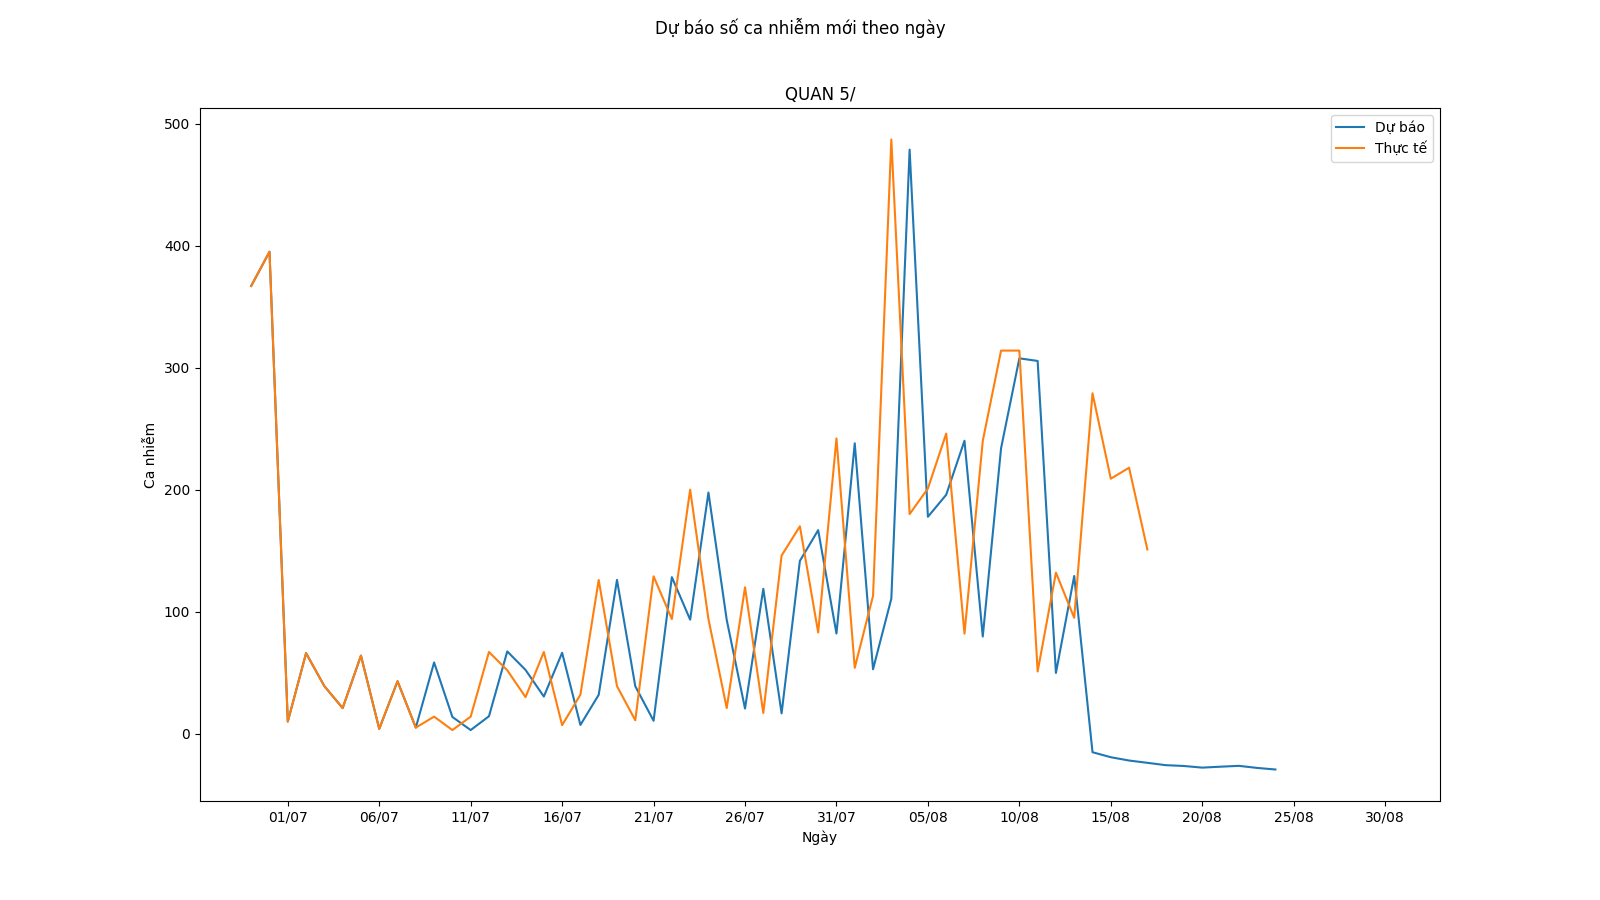 Dự báo số ca nhiễm mới theo ngày
QUAN 5/
Dự báo
Thực tế
Ca nhiễm
500
400
300
200
100
0
01/07 06/07 11/07 16/07 21/07 26/07 31/07 05/08 10/08 15/08 20/08 25/08 30/08
Ngày